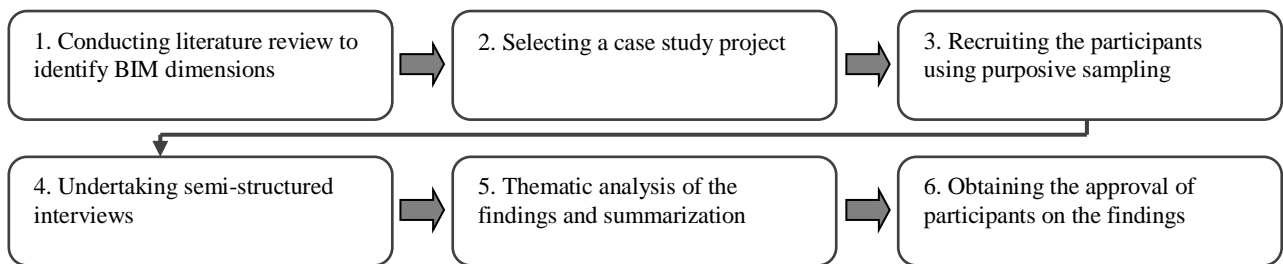 1. Conducting literature review to
identify BIM dimensions
2. Selecting a case study project
3. Recruiting the participants
using purposive sampling
4. Undertaking semi-structured
interviews
5. Thematic analysis of the
findings and summarization
6. Obtaining the approval of
participants on the findings